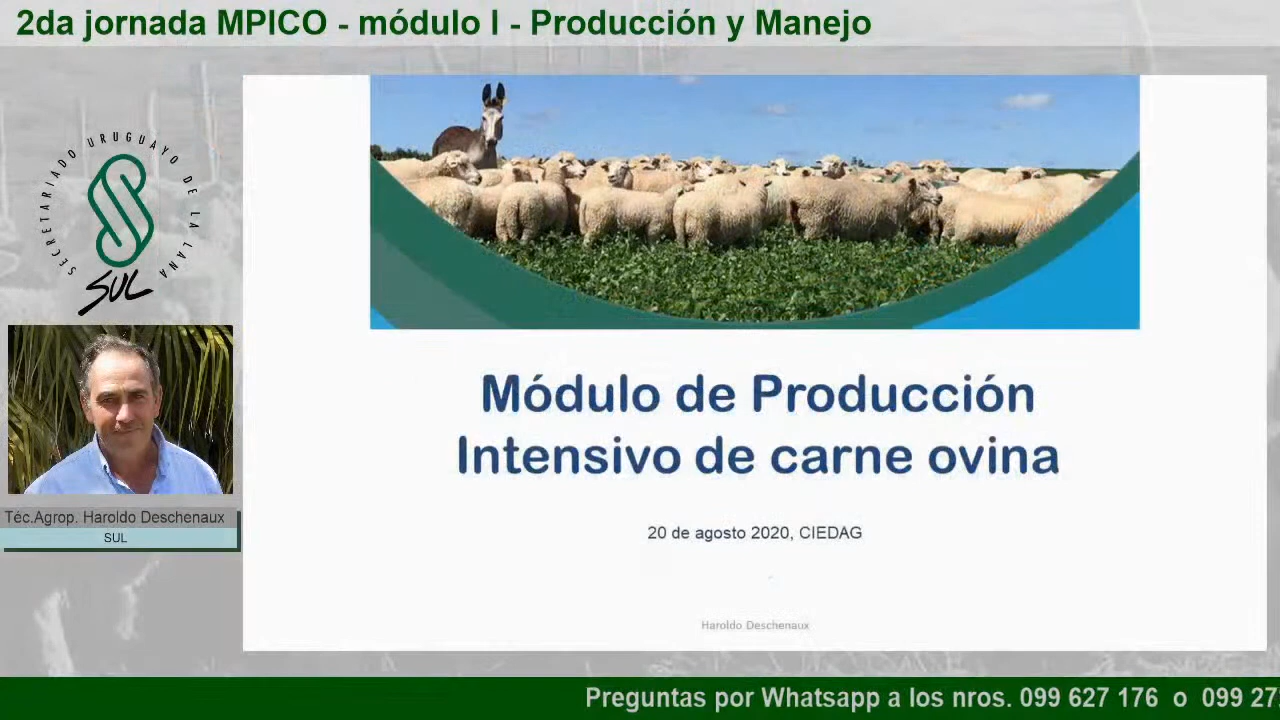 2da jornada MPICO - módulo I - Producción y Manejo
SECRETARIADO URUGUAYO DE LA LANA
SUL
Téc.Agrop. Haroldo Deschenaux
SUL
Módulo de Producción
Intensivo de carne ovina
20 de agosto 2020, CIEDAG
Haroldo Deschenaux
Preguntas por Whatsapp a los nros. 099 627 176 o 099 27